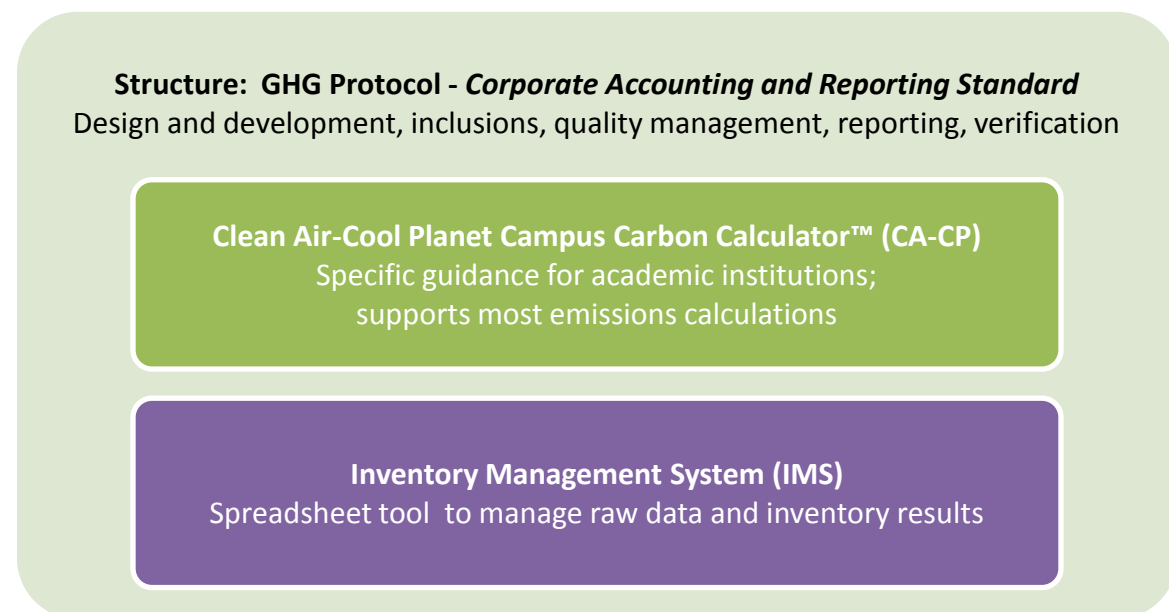 Structure: GHG Protocol - Corporate Accounting and Reporting Standard
Design and development, inclusions, quality management, reporting, verification
Clean Air-Cool Planet Campus Carbon Calculator™ (CA-CP)
Specific guidance for academic institutions;
supports most emissions calculations
Inventory Management System (IMS)
Spreadsheet tool to manage raw data and inventory results